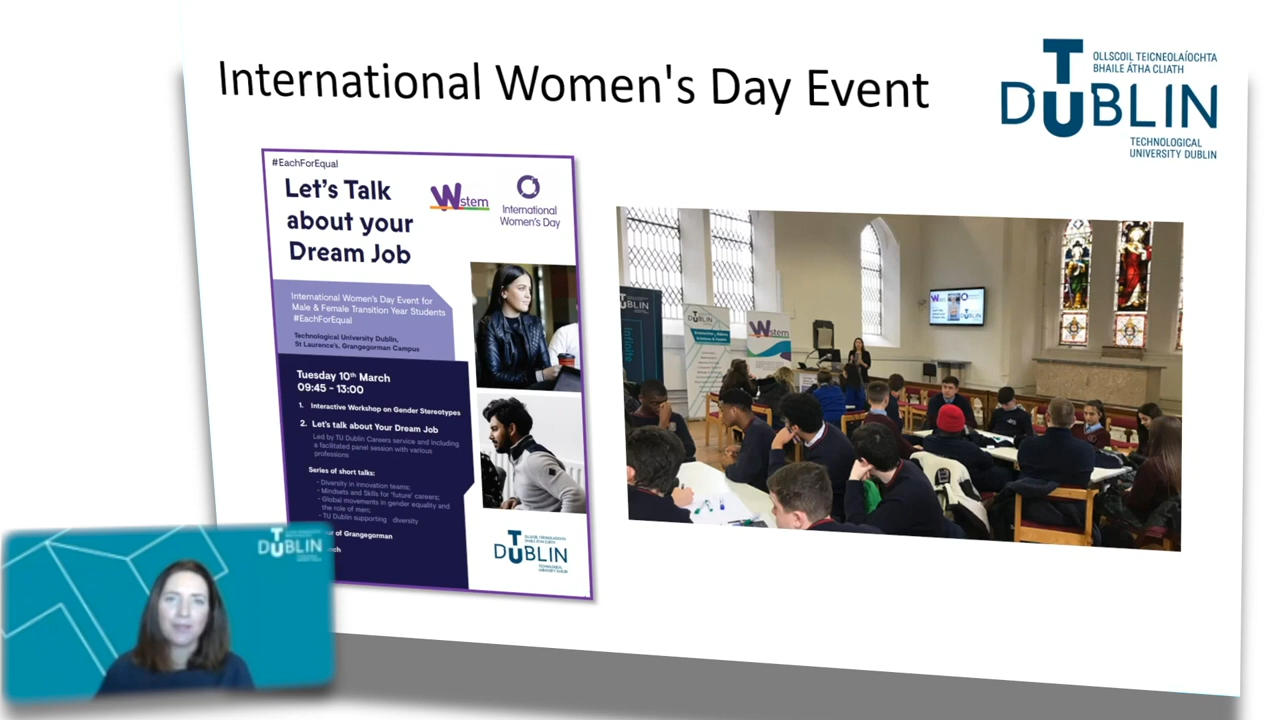 International Women's Day Event
OLLSCOIL TEICNEOLAÍOCHTA
BHAILE ÁTHA CLIATH
TU DUBLIN
TECHNOLOGICAL
UNIVERSITY DUBLIN
#EachForEqual
Let's Talk
about your
Dream Job
Wstem
International
Women's Day
International Women's Day Event for
Male & Female Transition Year Students
#EachForEqual
Technological University Dublin,
St Laurence's, Grangegorman Campus
Tuesday 10th March
09:45 - 13:00
1. Interactive Workshop on Gender Stereotypes
2. Let's talk about Your Dream Job
Led by TU Dublin Careers service and including
a facilitated panel session with various
professions
Series of short talks:
- Diversity in innovation teams;
- Mindsets and Skills for 'future' careers;
- Global movements in gender equality and
the role of men;
- TU Dublin supporting diversity
of Grangegorman
TU DUBLIN
Infinite
DUBLIN
DUBLIN
Wstem
TU DUBLIN